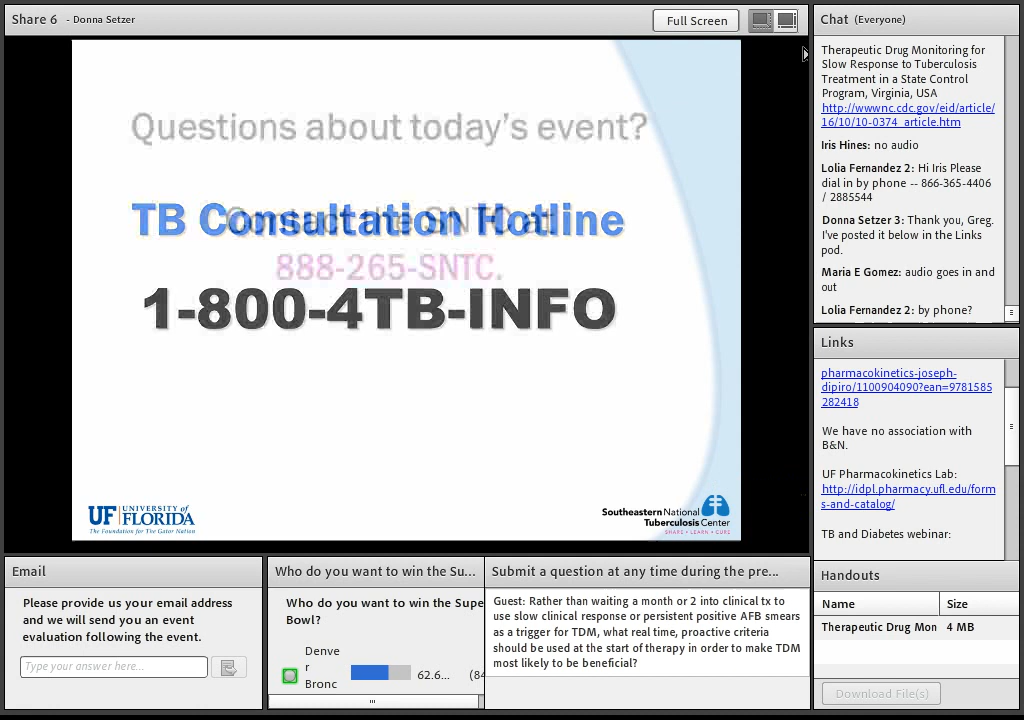 Share 6 - Donna Setzer
Full Screen
Questions about today's event?
TB Consultation Hotline
Contact the SNTC at
888-265-SNTC.
1-800-4TB-INFO
UF UNIVERSITY of
FLORIDA
The Foundation for The Gator Nation
Southeastern National
Tuberculosis Center
SHARE • LEARN • CURE
Chat (Everyone)
Therapeutic Drug Monitoring for
Slow Response to Tuberculosis
Treatment in a State Control
Program, Virginia, USA
http://wwwnc.cdc.gov/eid/article/
16/10/10-0374_article.htm
Iris Hines: no audio
Lolia Fernandez 2: Hi Iris Please
dial in by phone -- 866-365-4406
/ 2885544
Donna Setzer 3: Thank you, Greg.
I've posted it below in the Links
pod.
Maria E Gomez: audio goes in and
out
Lolia Fernandez 2: by phone?
Links
pharmacokinetics-joseph-
dipiro/1100904090?ean=9781585
282418
We have no association with
B&N.
UF Pharmacokinetics Lab:
http://idpl.pharmacy.ufl.edu/form
s-and-catalog/
TB and Diabetes webinar:
Handouts
Name Size
Therapeutic Drug Mon 4 MB
Download File(s)
Email
Please provide us your email address
and we will send you an event
evaluation following the event.
Type your answer here...
Who do you want to win the Su...
Who do you want to win the Supe
Bowl?
Denve
r
Bronc
62.6... (84
Submit a question at any time during the pre...
Guest: Rather than waiting a month or 2 into clinical tx to
use slow clinical response or persistent positive AFB smears
as a trigger for TDM, what real time, proactive criteria
should be used at the start of therapy in order to make TDM
most likely to be beneficial?